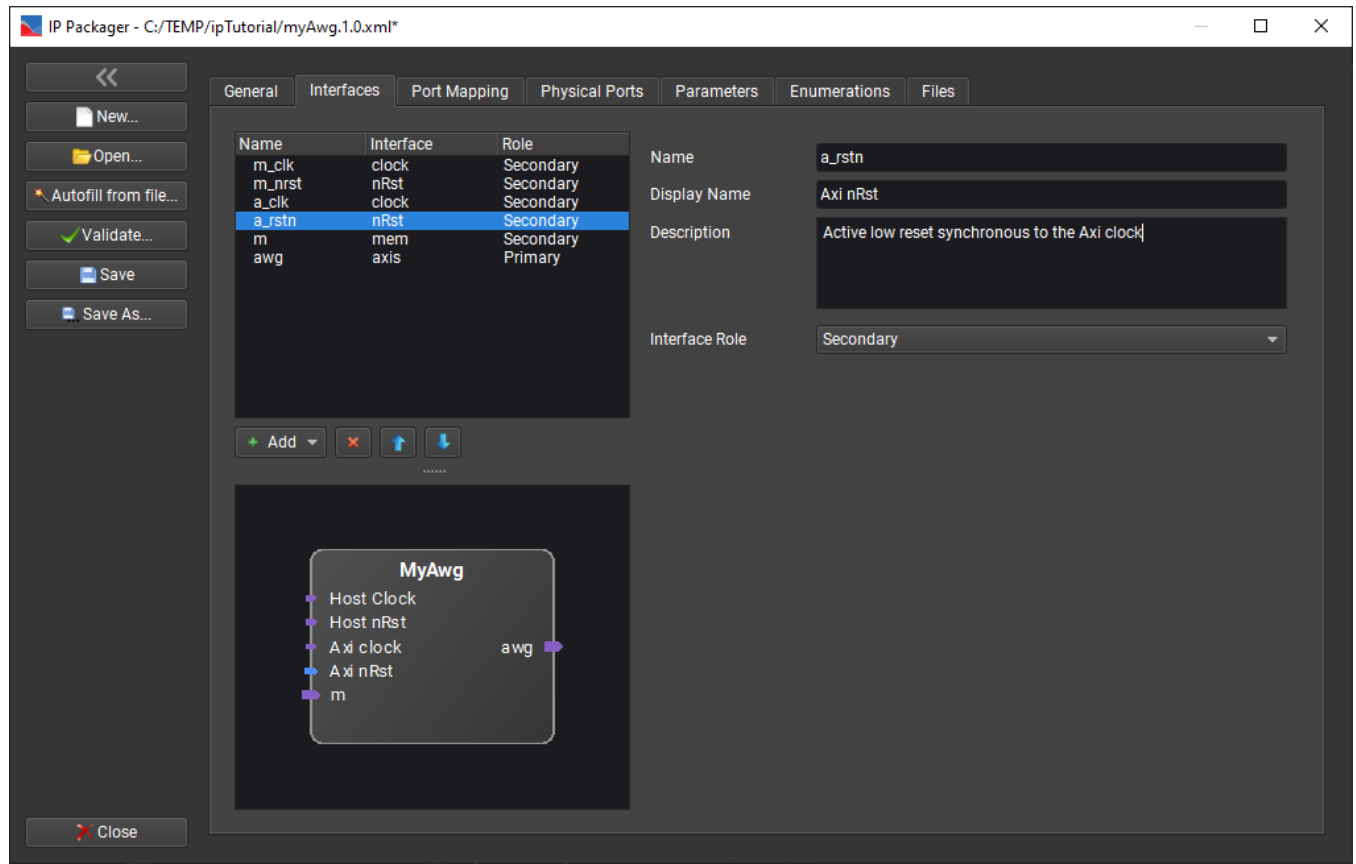 IP Packager - C:/TEMP/ipTutorial/myAwg.1.0.xml*
General Interfaces Port Mapping Physical Ports Parameters Enumerations Files
New...
Open...
Autofill from file...
Validate...
Save
Save As...
Close
Name Interface Role
m_clk clock Secondary
m_nrst nRst Secondary
a_clk clock Secondary
a_rstn nRst Secondary
m mem Secondary
awg axis Primary
Add
MyAwg
Host Clock
Host nRst
Axi clock
Axi nRst
m
awg
Name a_rstn
Display Name Axi nRst
Description Active low reset synchronous to the Axi clock
Interface Role Secondary